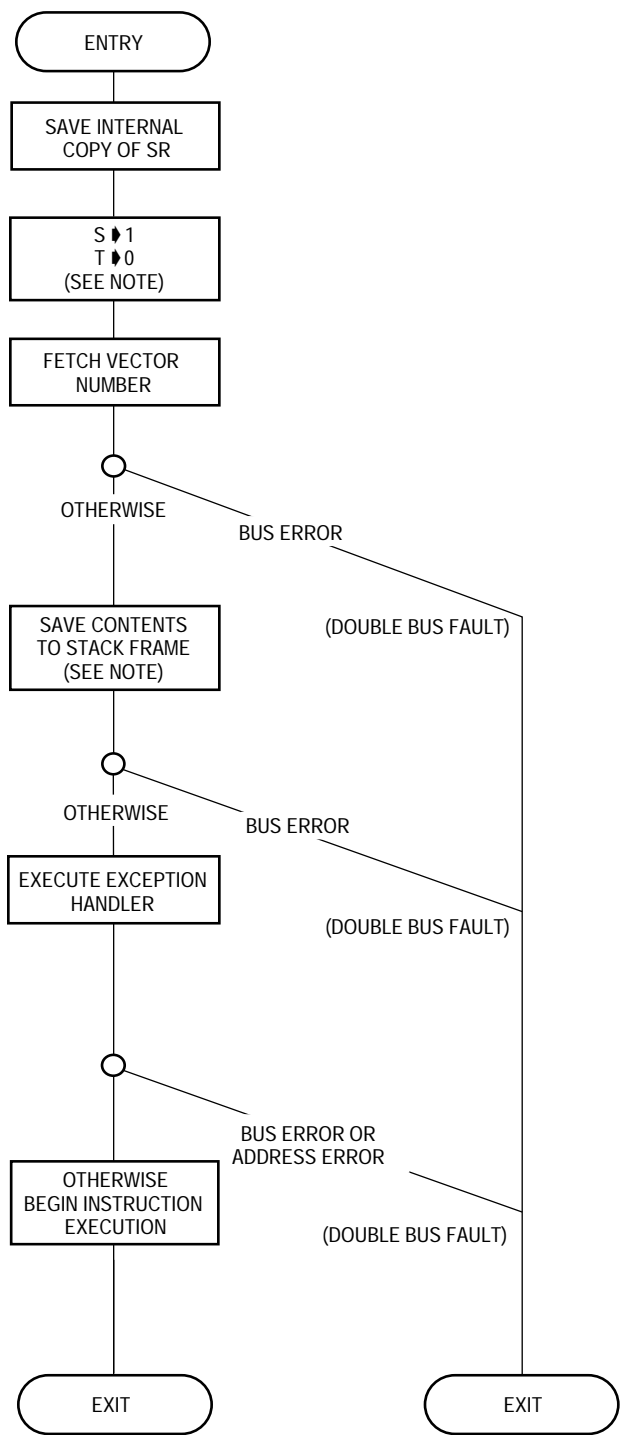 ENTRY
SAVE INTERNAL
COPY OF SR
S ➧ 1
T ➧ 0
(SEE NOTE)
FETCH VECTOR
NUMBER
OTHERWISE
BUS ERROR
SAVE CONTENTS
TO STACK FRAME
(SEE NOTE)
(DOUBLE BUS FAULT)
OTHERWISE
BUS ERROR
EXECUTE EXCEPTION
HANDLER
(DOUBLE BUS FAULT)
BUS ERROR OR
ADDRESS ERROR
OTHERWISE
BEGIN INSTRUCTION
EXECUTION
(DOUBLE BUS FAULT)
EXIT
EXIT